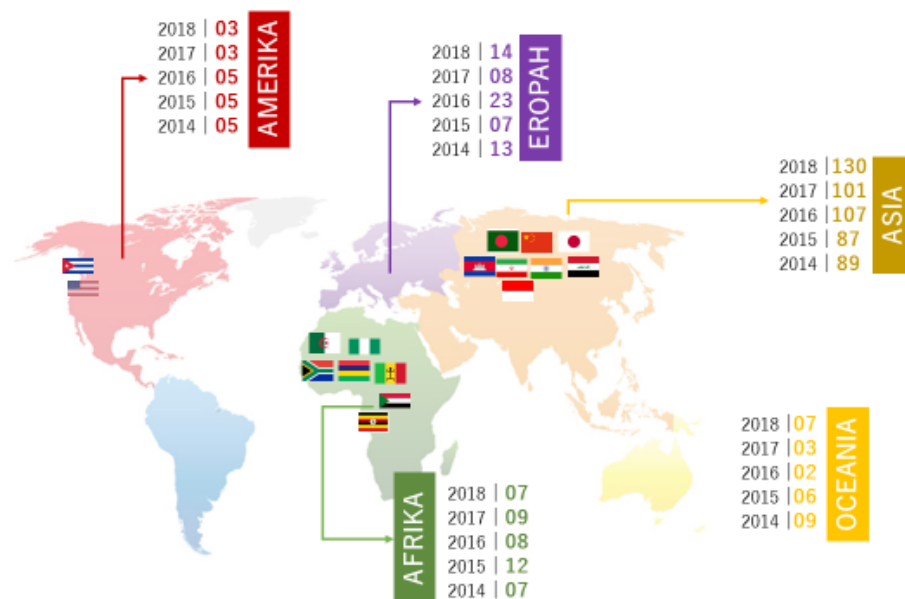 AMERIKA
2018 | 03
2017 | 03
2016 | 05
2015 | 05
2014 | 05
EROPAH
2018 | 14
2017 | 08
2016 | 23
2015 | 07
2014 | 13
ASIA
2018 | 130
2017 | 101
2016 | 107
2015 | 87
2014 | 89
OCEANIA
2018 | 07
2017 | 03
2016 | 02
2015 | 06
2014 | 09
AFRIKA
2018 | 07
2017 | 09
2016 | 08
2015 | 12
2014 | 07